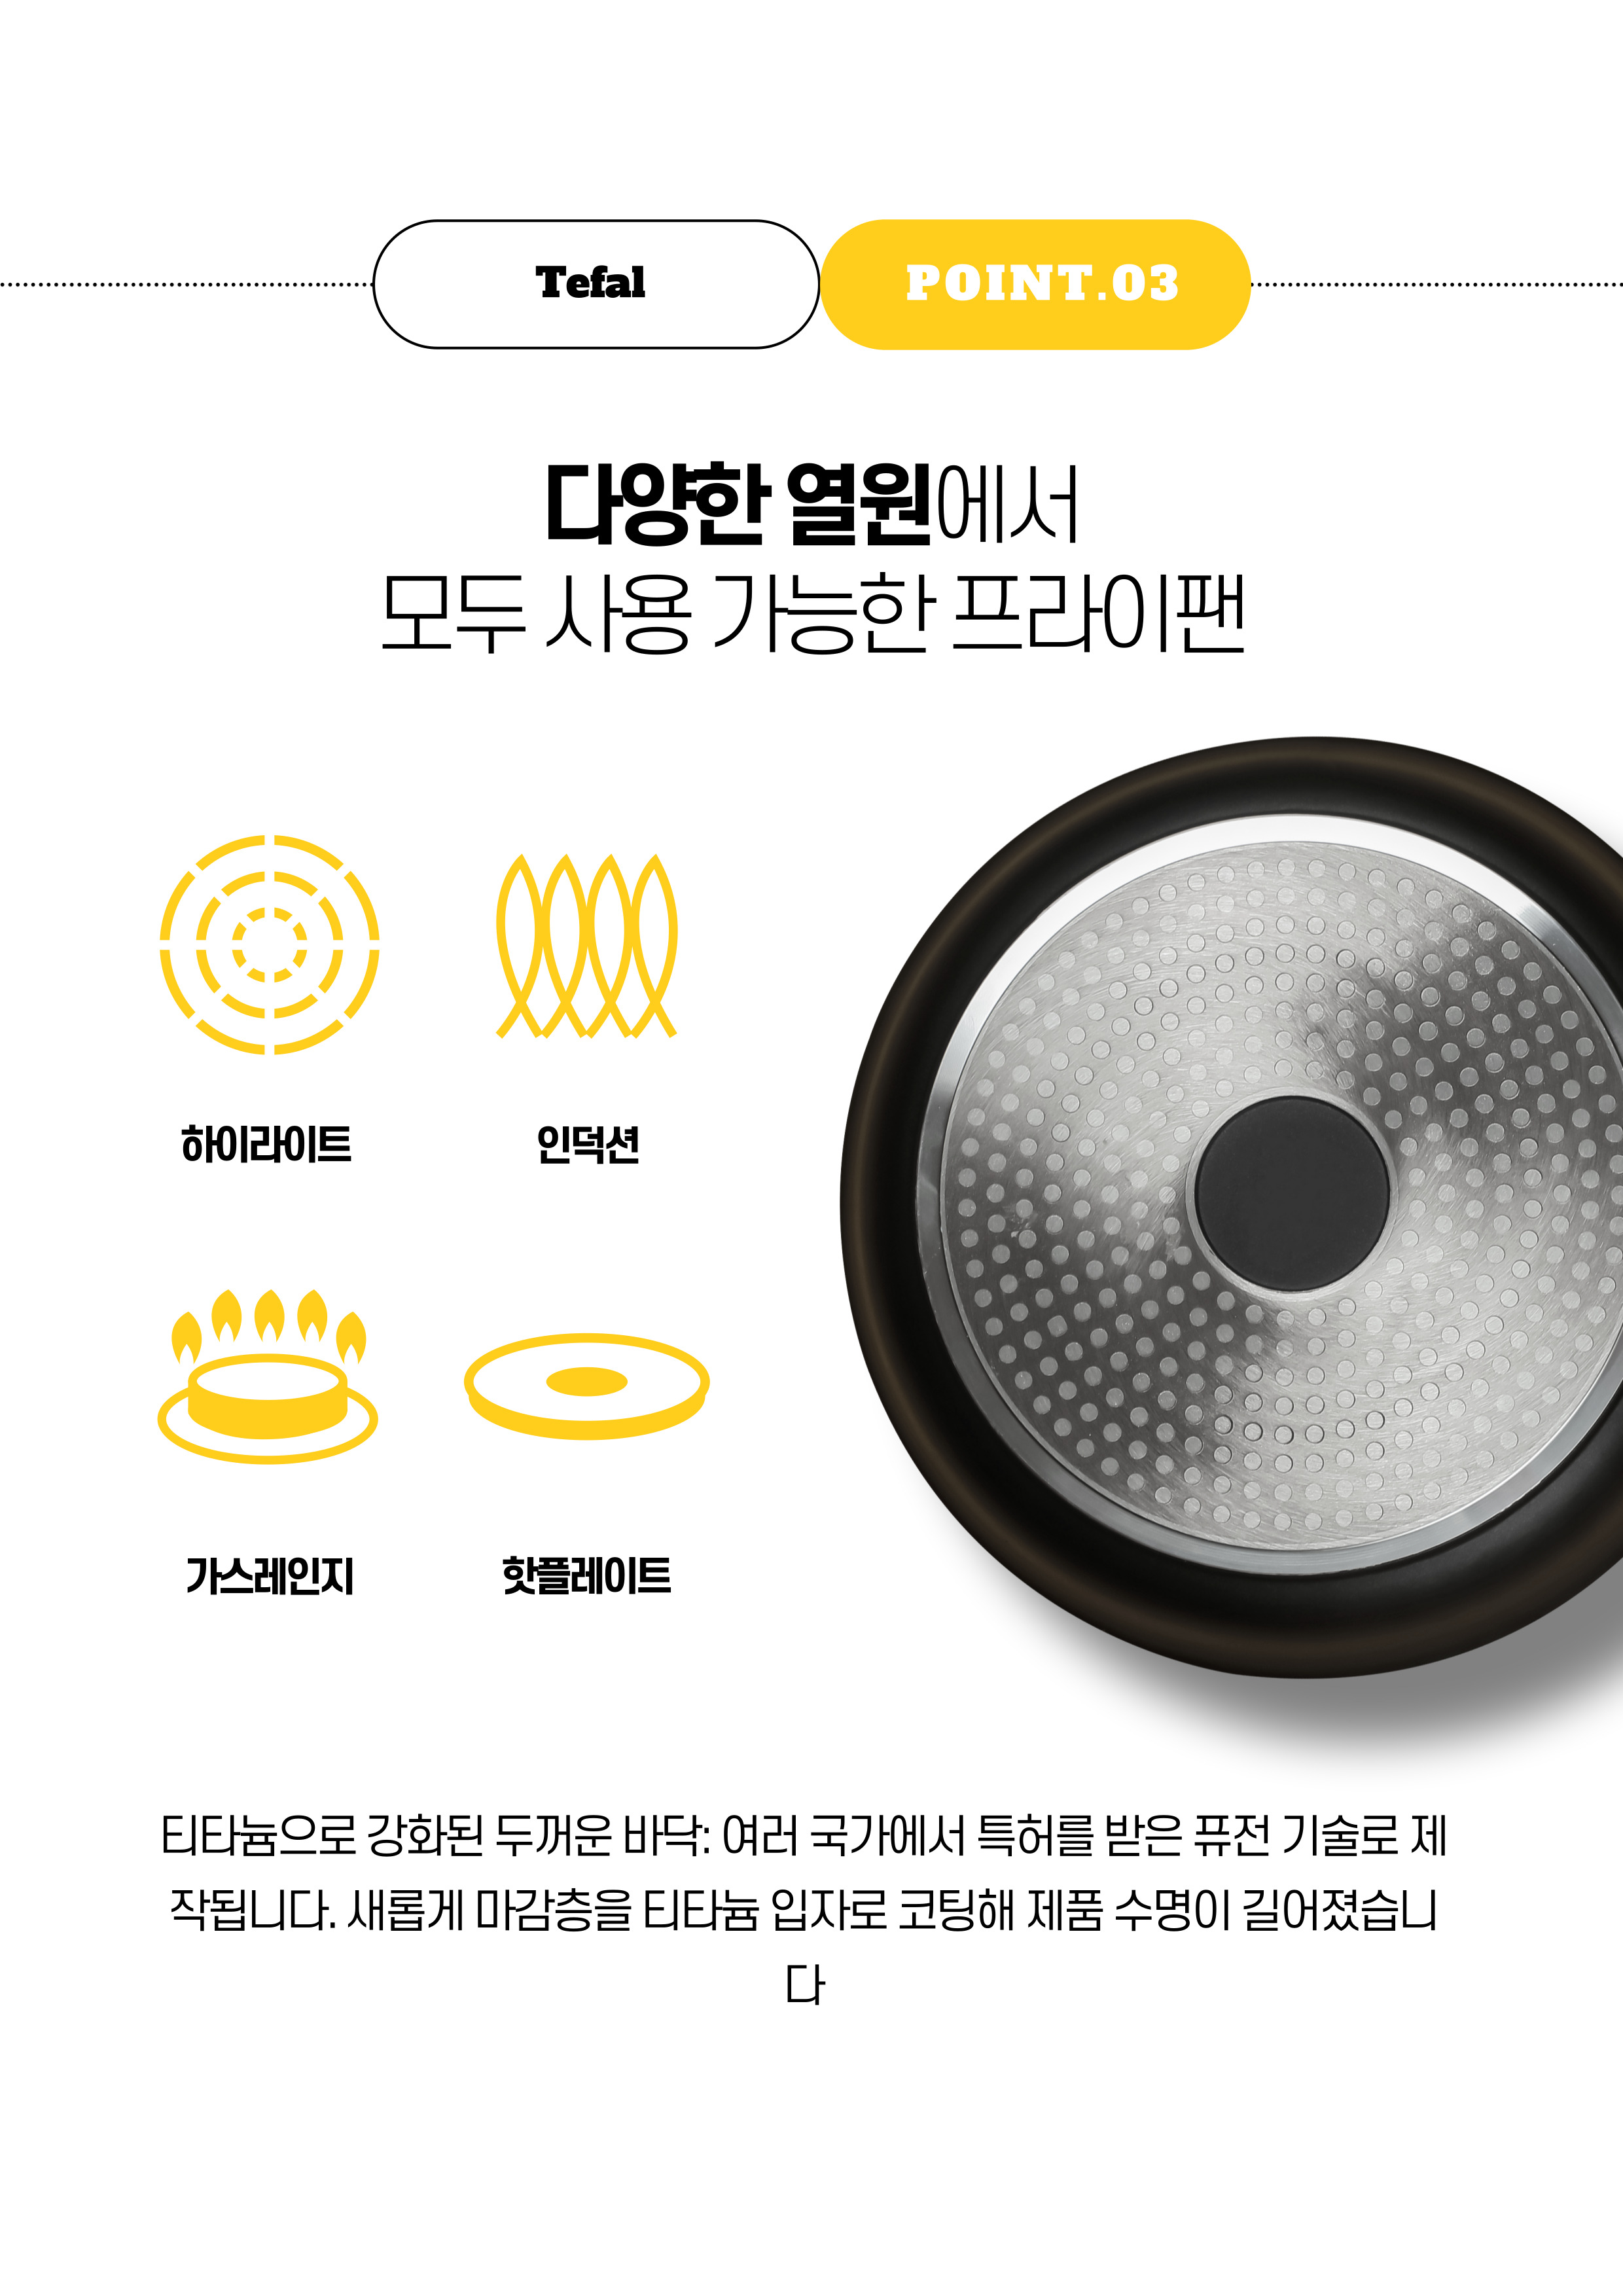 Tefal
POINT.03
다양한 열원에서
모두 사용 가능한 프라이팬
하이라이트
인덕션
가스레인지
핫플레이트
티타늄으로 강화된 두꺼운 바닥: 여러 국가에서 특허를 받은 퓨전 기술로 제
작됩니다. 새롭게 마감층을 티타늄 입자로 코팅해 제품 수명이 길어졌습니
다